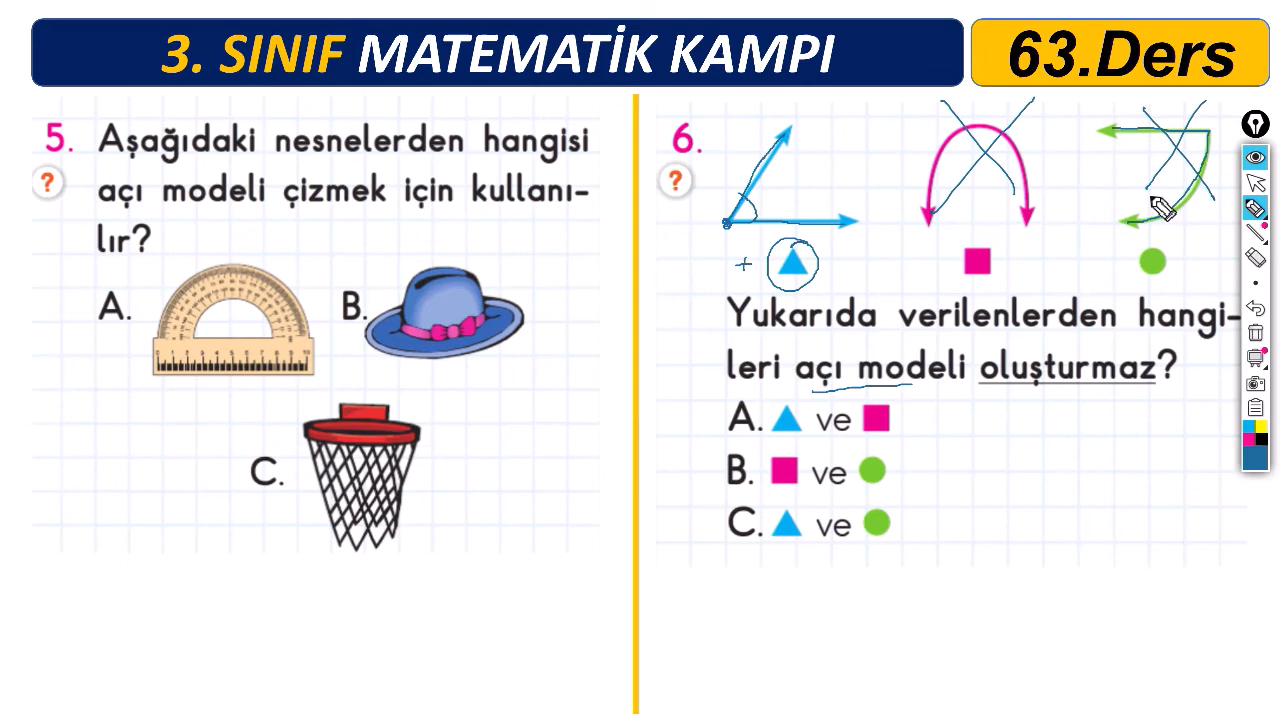 3. SINIF MATEMATİK KAMPI
63.Ders
5. Aşağıdaki nesnelerden hangisi
? açı modeli çizmek için kullanı-
lır?
A.
B.
C.
6.
?
+
Yukarıda verilenlerden hangi-
leri açı modeli oluşturmaz?
A. ve
B. ve
C. ve